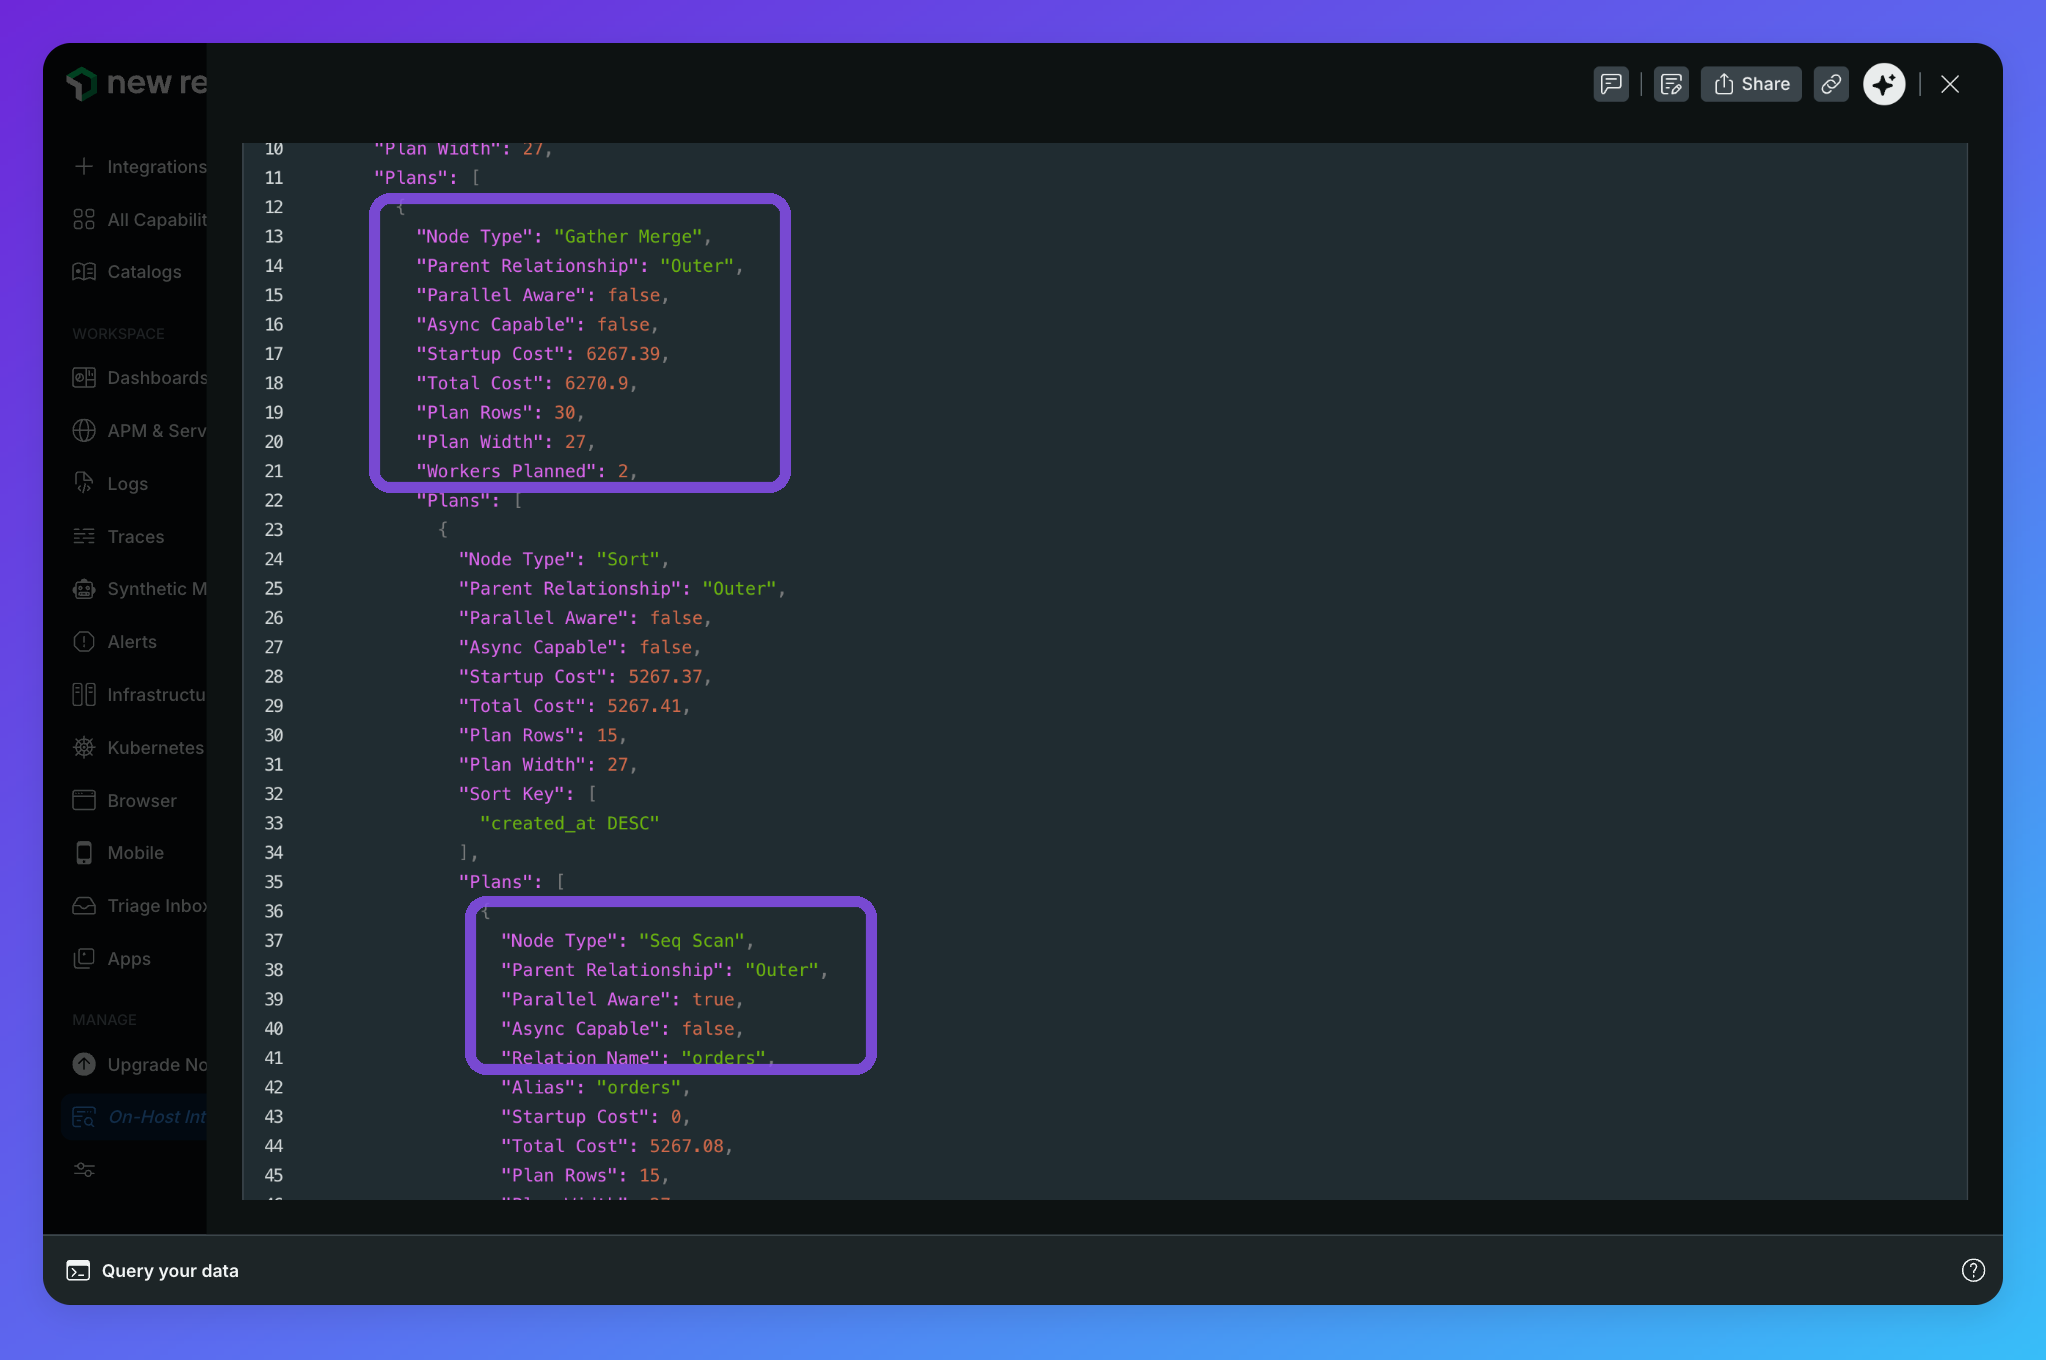 new re
Integrations
All Capabilit
Catalogs
WORKSPACE
Dashboards
APM & Serv
Logs
Traces
Synthetic M
Alerts
Infrastructu
Kubernetes
Browser
Mobile
Triage Inbox
Apps
MANAGE
Upgrade No
On-Host Int
Share
10 "Plan Width": 27,
11 "Plans": [
12 {
13 "Node Type": "Gather Merge",
14 "Parent Relationship": "Outer",
15 "Parallel Aware": false,
16 "Async Capable": false,
17 "Startup Cost": 6267.39,
18 "Total Cost": 6270.9,
19 "Plan Rows": 30,
20 "Plan Width": 27,
21 "Workers Planned": 2,
22 "Plans": [
23 {
24 "Node Type": "Sort",
25 "Parent Relationship": "Outer",
26 "Parallel Aware": false,
27 "Async Capable": false,
28 "Startup Cost": 5267.37,
29 "Total Cost": 5267.41,
30 "Plan Rows": 15,
31 "Plan Width": 27,
32 "Sort Key": [
33 "created_at DESC"
34 ],
35 "Plans": [
36 {
37 "Node Type": "Seq Scan",
38 "Parent Relationship": "Outer",
39 "Parallel Aware": true,
40 "Async Capable": false,
41 "Relation Name": "orders",
42 "Alias": "orders",
43 "Startup Cost": 0,
44 "Total Cost": 5267.08,
45 "Plan Rows": 15,
Query your data